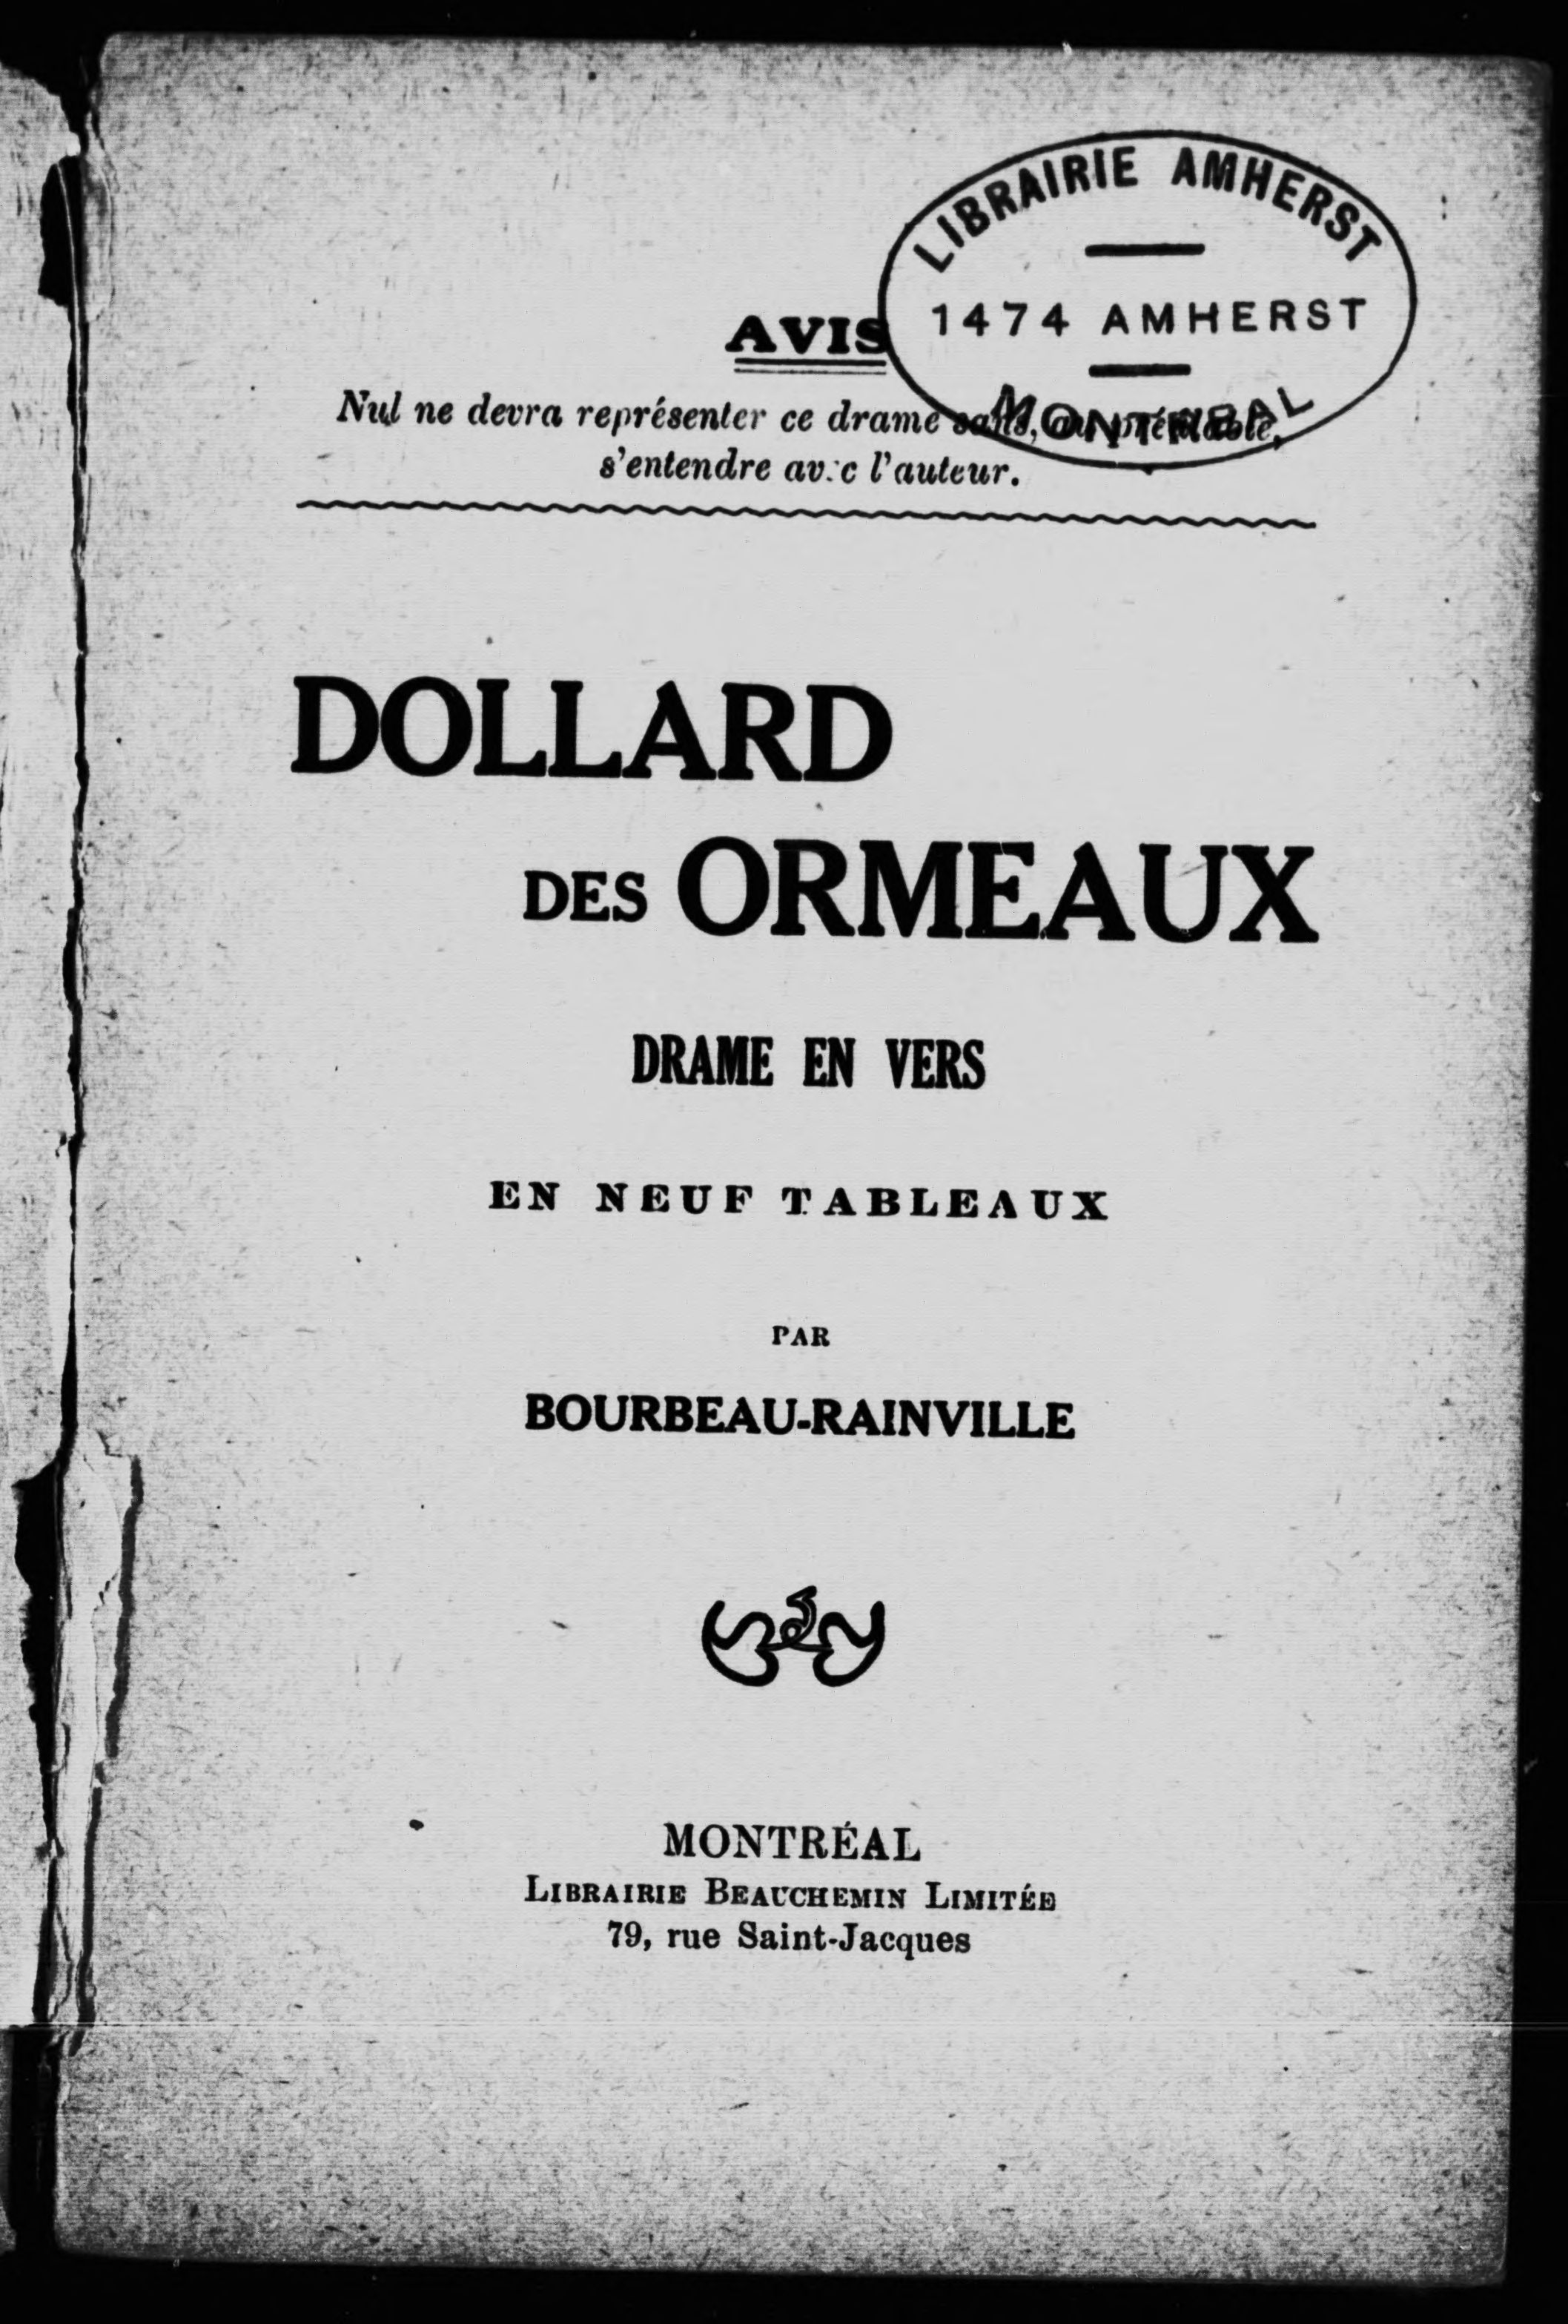 LIBRAIRIE AMHERST
1474 AMHERST
MONTREAL
AVIS
Nul ne devra représenter ce drame sans, au préalable,
s'entendre avec l'auteur.
DOLLARD
DES ORMEAUX
DRAME EN VERS
EN NEUF TABLEAUX
PAR
BOURBEAU-RAINVILLE
MONTRÉAL
LIBRAIRIE BEAUCHEMIN LIMITÉE
79, rue Saint-Jacques